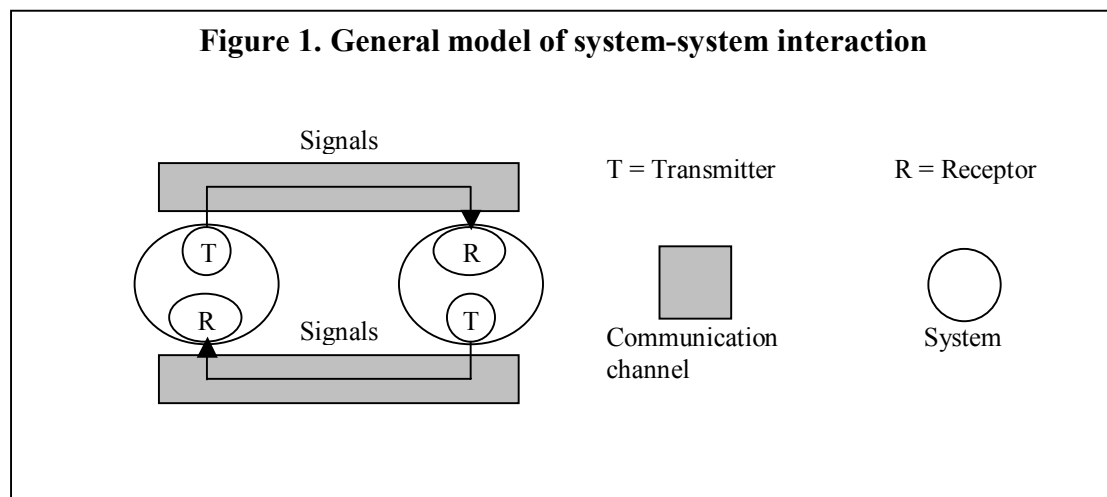 Figure 1. General model of system-system interaction
Signals
T = Transmitter
R = Receptor
T
R
R
T
Signals
Communication
channel
System